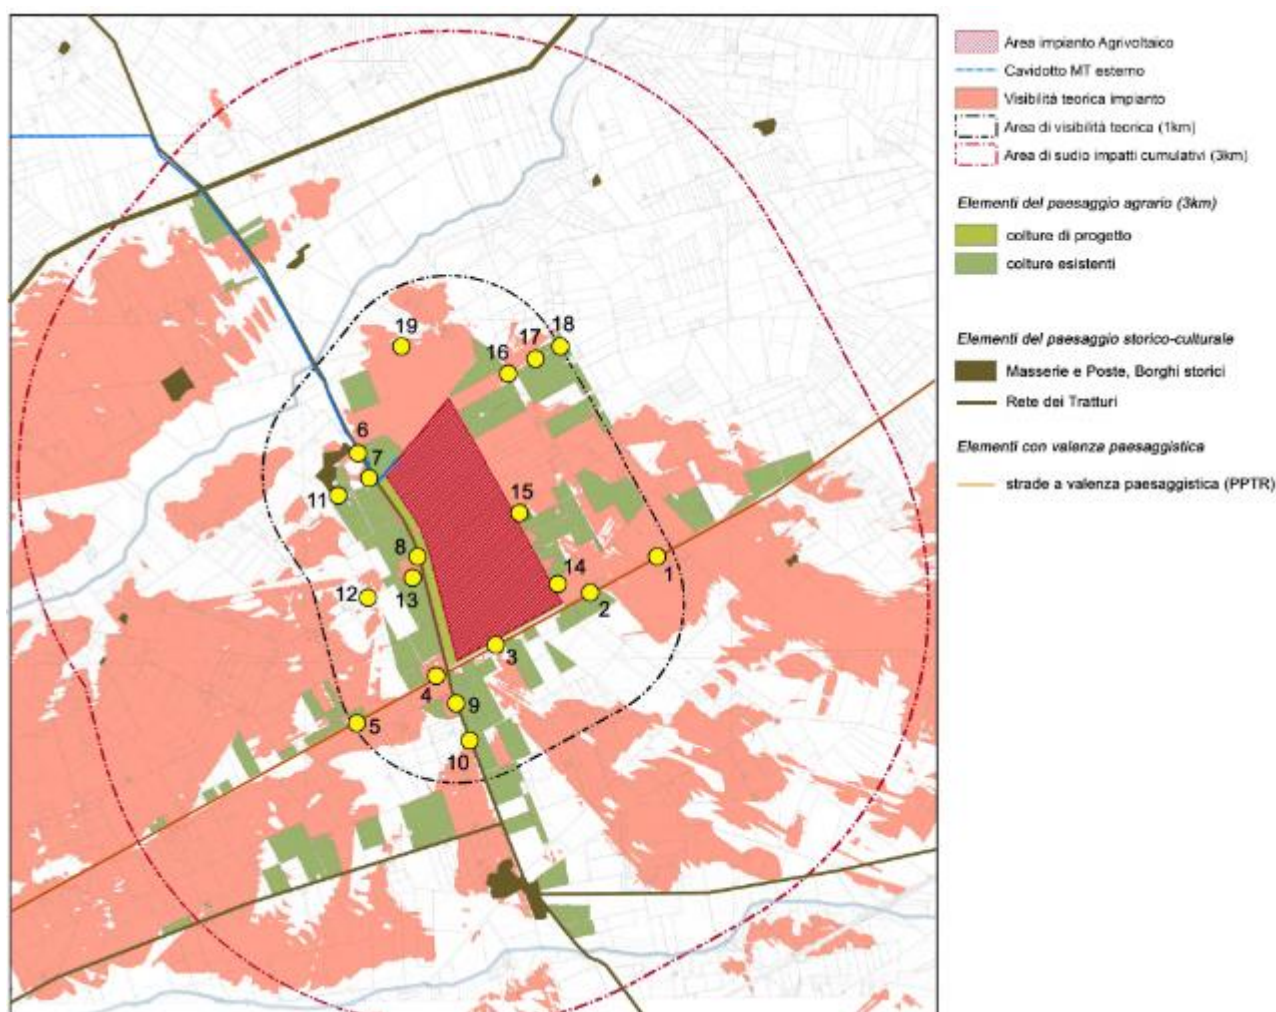 Area impianto Agrivoltaico
Cavidotto MT esterno
Visibilità teorica impianto
Area di visibilità teorica (1km)
Area di sudio impatti cumulativi (3km)
Elementi del paesaggio agrario (3km)
colture di progetto
colture esistenti
Elementi del paesaggio storico-culturale
Masserie e Poste, Borghi storici
Rete dei Tratturi
Elementi con valenza paesaggistica
strade a valenza paesaggistica (PPTR)
19
18
17
16
6
7
11
15
8
1
14
13
12
2
3
4
9
5
10